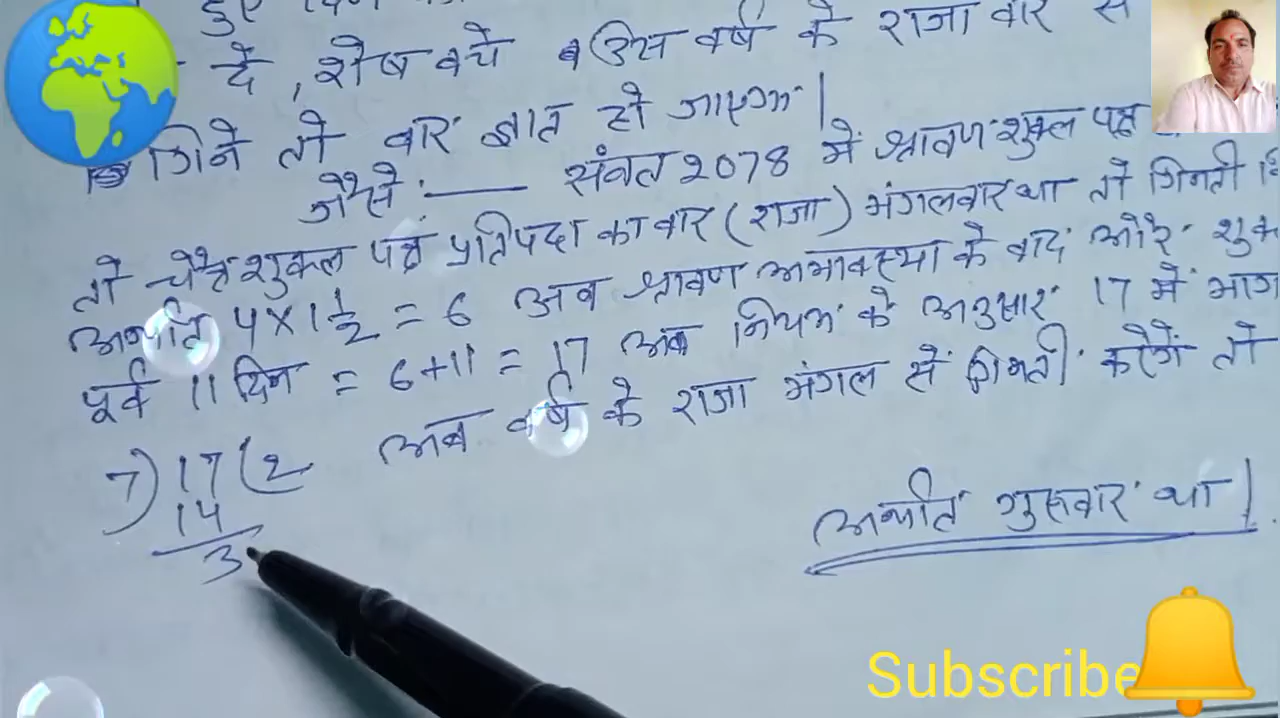 हुए दिन
दें, शेष बचे व उस वर्ष के राजा वार से
गिने तो वार ज्ञात हो जाएगा।
जैसे:— संवत 2078 में श्रावण शुक्ल पक्ष
तो चैत्र शुक्ल पक्ष प्रतिपदा का वार (राजा) मंगलवार था तो गिनती
अर्थात 4×1½ = 6 अब श्रावण अमावस्या के बाद और शुक्
पूर्व 11 दिन = 6+11 = 17 अब नियम के अनुसार 17 में भाग
7) 17 (2 अब वर्ष के राजा मंगल से गिनती करेगें तो
14
3
अर्थात गुरूवार था।
Subscribe